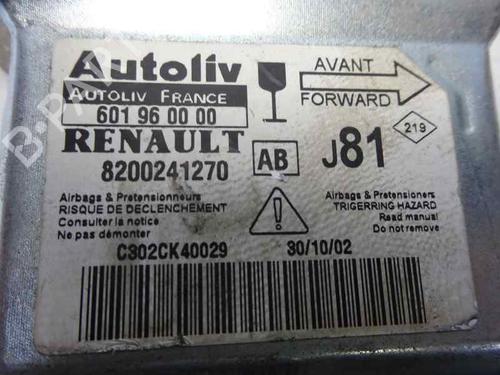 Autoliv
AVANT
AUTOLIV FRANCE
FORWARD
601 96 00 00
RENAULT
AB
J81
219
8200241270
Airbags & Pretensionneurs
RISQUE DE DECLENCHEMENT
Consulter la notice
Ne pas démonter
Airbags & Pretensioners
TRIGERRING HAZARD
Read manual
Do not remove
C302CK40029
30/10/02